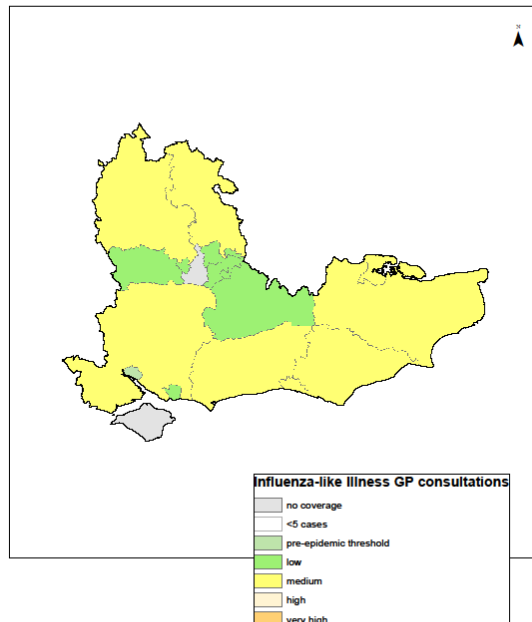 N
Influenza-like Illness GP consultations
no coverage
<5 cases
pre-epidemic threshold
low
medium
high
very high